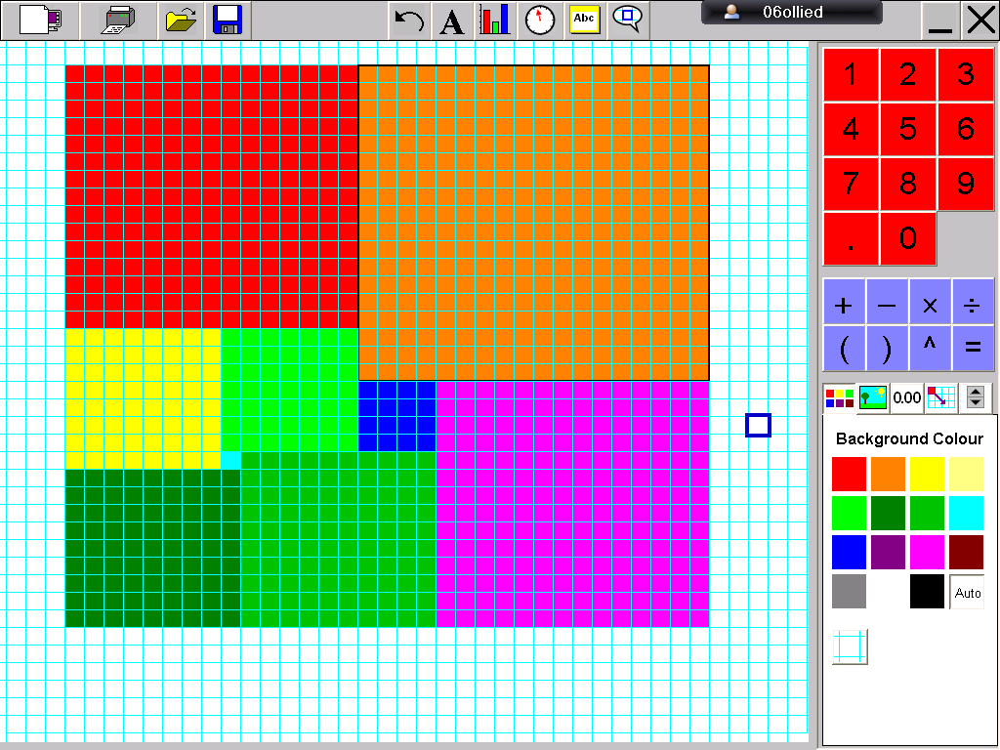 A
Abc
06ollied
1 2 3
4 5 6
7 8 9
. 0
+ − × ÷
( ) ^ =
0.00
Background Colour
Auto